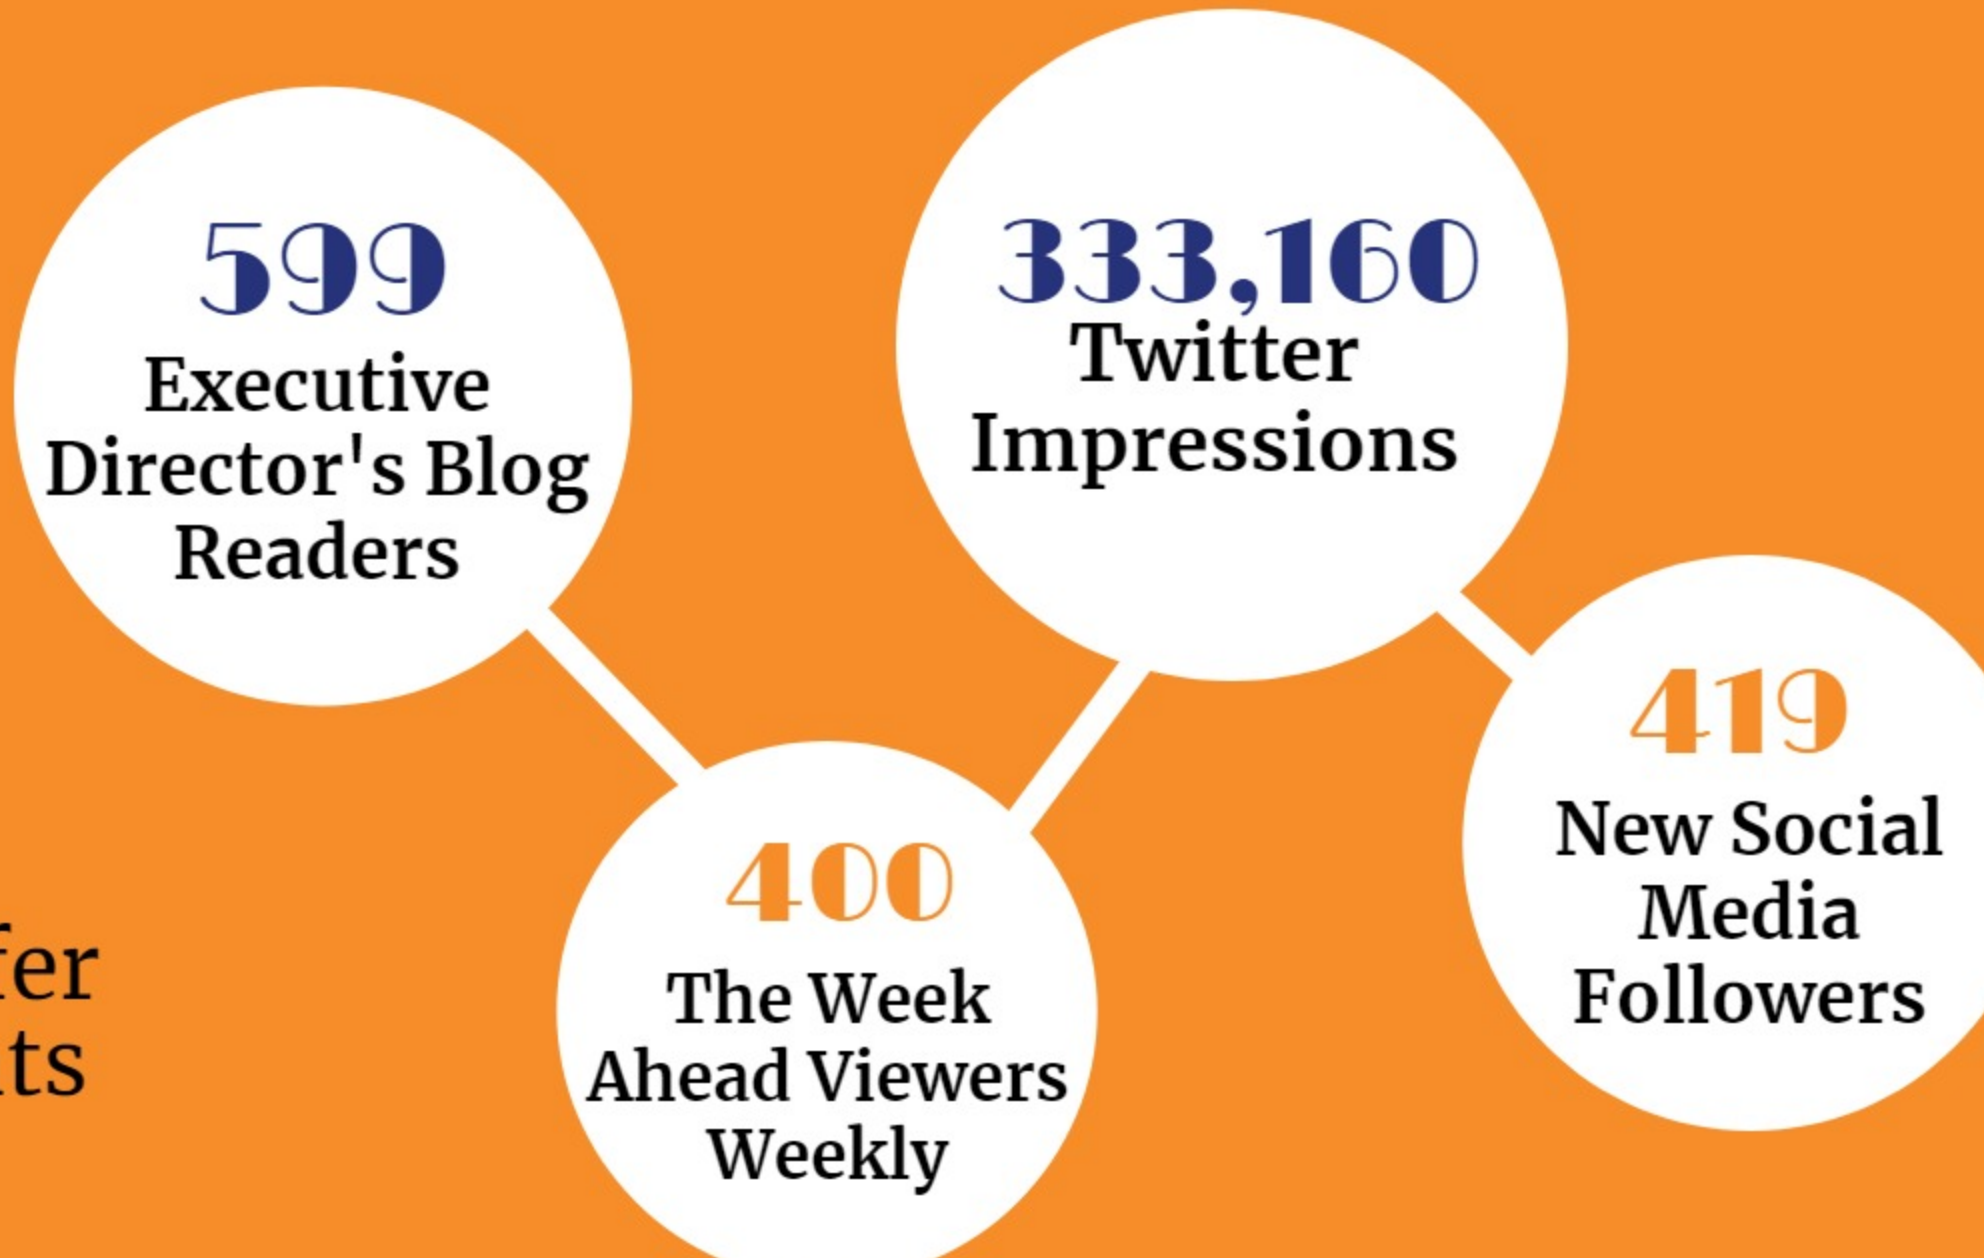 599
Executive
Director's Blog
Readers
333,160
Twitter
Impressions
400
The Week
Ahead Viewers
Weekly
419
New Social
Media
Followers